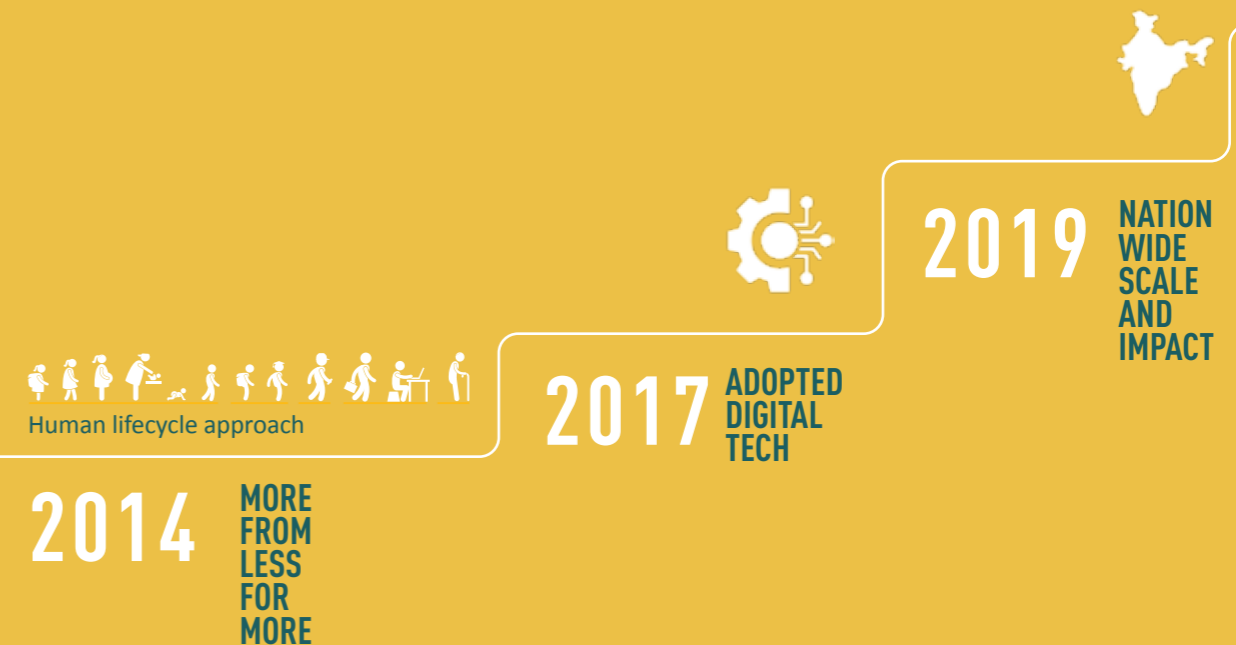 Human lifecycle approach
2014
MORE
FROM
LESS
FOR
MORE
2017
ADOPTED
DIGITAL
TECH
2019
NATION
WIDE
SCALE
AND
IMPACT